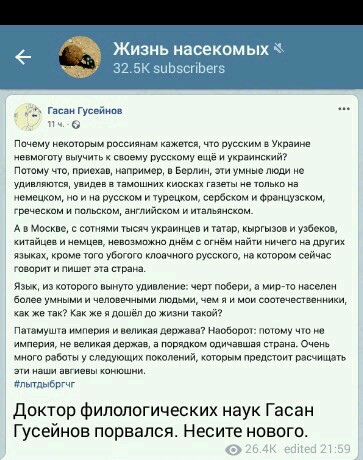 Жизнь насекомых
32.5K subscribers
Гасан Гусейнов
11 ч.
Почему некоторым россиянам кажется, что русским в Украине
невмоготу выучить к своему русскому ещё и украинский?
Потому что, приехав, например, в Берлин, эти умные люди не
удивляются, увидев в тамошних киосках газеты не только на
немецком, но и на русском и турецком, сербском и французском,
греческом и польском, английском и итальянском.
А в Москве, с сотнями тысяч украинцев и татар, кыргызов и узбеков,
китайцев и немцев, невозможно днём с огнём найти ничего на других
языках, кроме того убогого клоачного русского, на котором сейчас
говорит и пишет эта страна.
Язык, из которого вынуто удивление: черт побери, а мир-то населен
более умными и человечными людьми, чем я и мои соотечественники,
как же так? Как же я дошёл до жизни такой?
Патамушта империя и великая держава? Наоборот: потому что не
империя, не великая держав, а порядком одичавшая страна. Очень
много работы у следующих поколений, которым предстоит расчищать
эти наши авгиевы конюшни.
#лытдыбргчг
Доктор филологических наук Гасан
Гусейнов порвался. Несите нового.
26.4K edited 21:59